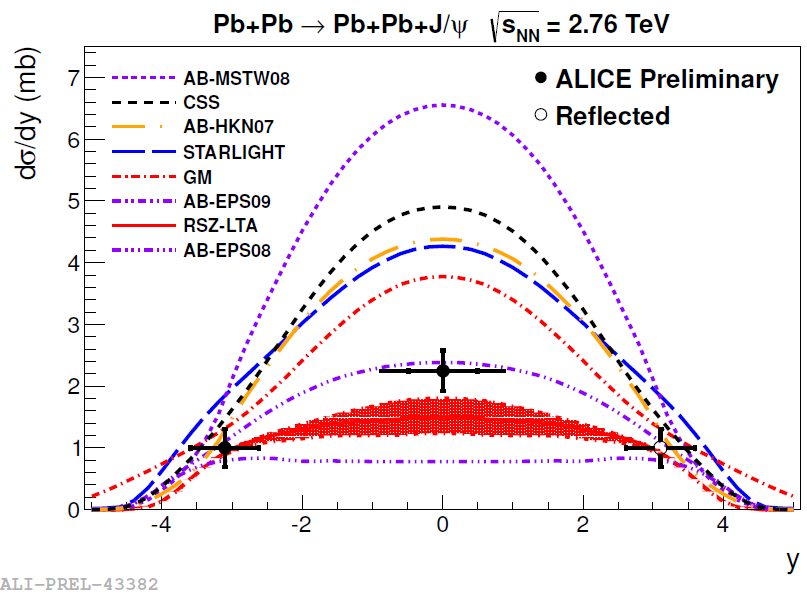 Pb+Pb → Pb+Pb+J/ψ √sNN = 2.76 TeV
dσ/dy (mb)
7
6
5
4
3
2
1
0
AB-MSTW08
CSS
AB-HKN07
STARLIGHT
GM
AB-EPS09
RSZ-LTA
AB-EPS08
ALICE Preliminary
Reflected
-4 -2 0 2 4
y
ALI-PREL-43382